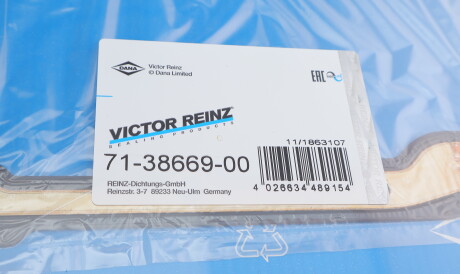 DANA
Victor Reinz
© Dana Limited
EAC
VICTOR REINZ
SEALING PRODUCTS
11/1863107
71-38669-00
REINZ-Dichtungs-GmbH
Reinzstr. 3-7 89233 Neu-Ulm Germany
4 026634 489154